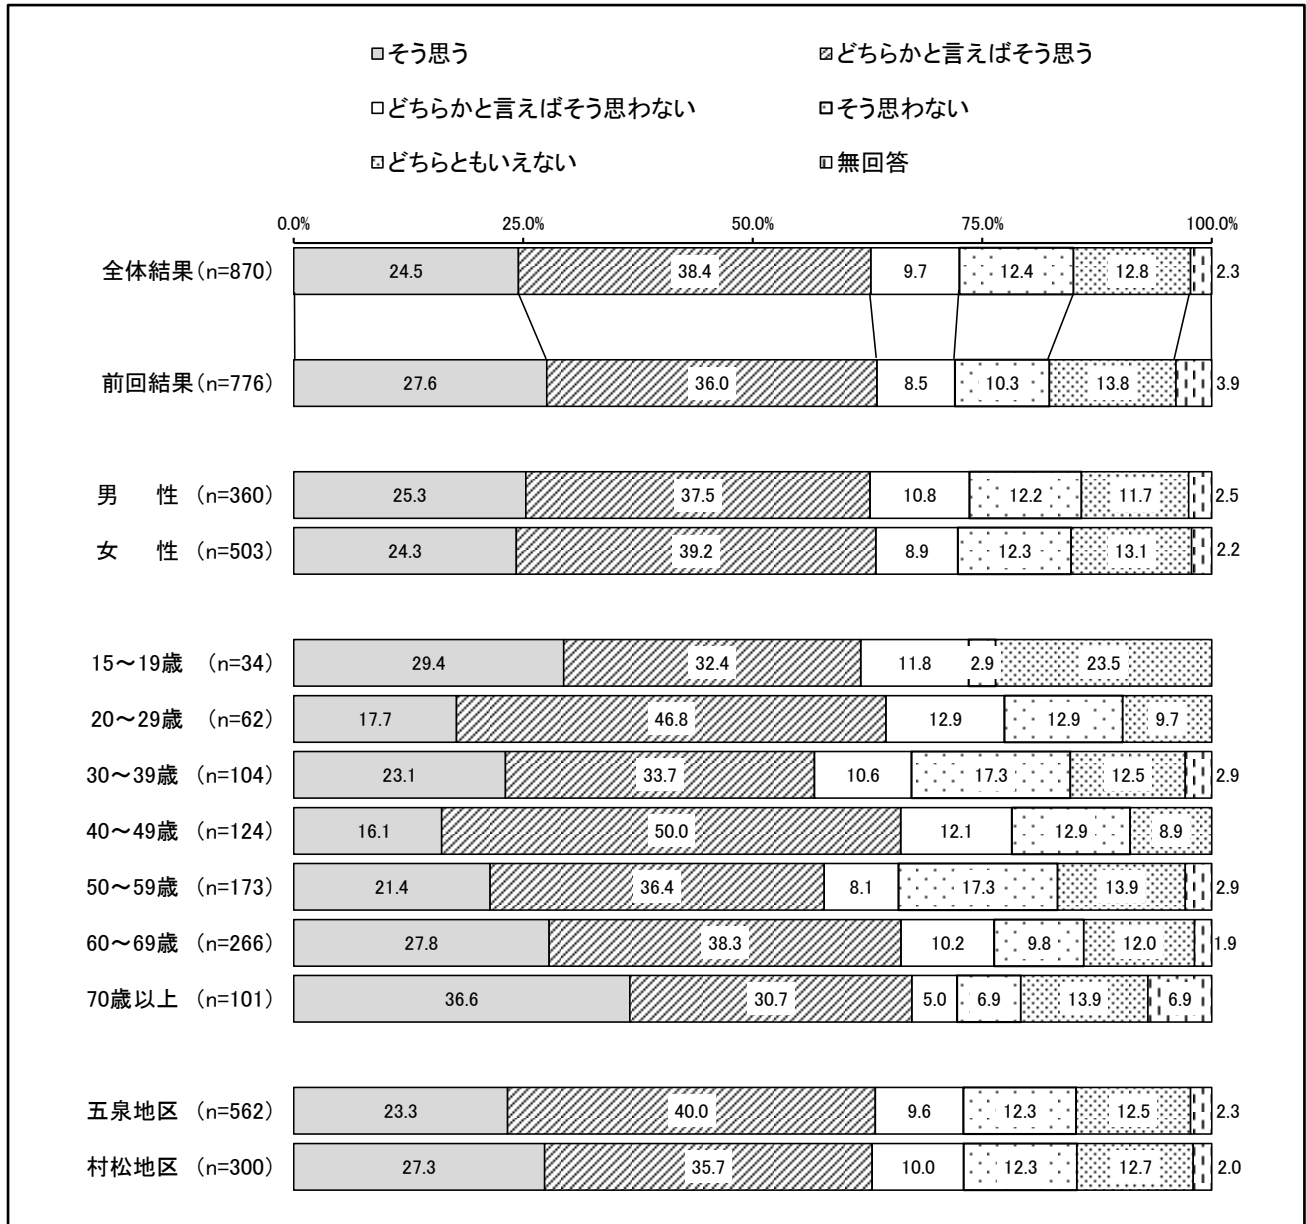 そう思う どちらかと言えばそう思う
どちらかと言えばそう思わない そう思わない
どちらともいえない 無回答
0.0% 25.0% 50.0% 75.0% 100.0%
全体結果(n=870) 24.5 38.4 9.7 12.4 12.8 2.3
前回結果(n=776) 27.6 36.0 8.5 10.3 13.8 3.9
男 性 (n=360) 25.3 37.5 10.8 12.2 11.7 2.5
女 性 (n=503) 24.3 39.2 8.9 12.3 13.1 2.2
15～19歳 (n=34) 29.4 32.4 11.8 2.9 23.5
20～29歳 (n=62) 17.7 46.8 12.9 12.9 9.7
30～39歳 (n=104) 23.1 33.7 10.6 17.3 12.5 2.9
40～49歳 (n=124) 16.1 50.0 12.1 12.9 8.9
50～59歳 (n=173) 21.4 36.4 8.1 17.3 13.9 2.9
60～69歳 (n=266) 27.8 38.3 10.2 9.8 12.0 1.9
70歳以上 (n=101) 36.6 30.7 5.0 6.9 13.9 6.9
五泉地区 (n=562) 23.3 40.0 9.6 12.3 12.5 2.3
村松地区 (n=300) 27.3 35.7 10.0 12.3 12.7 2.0